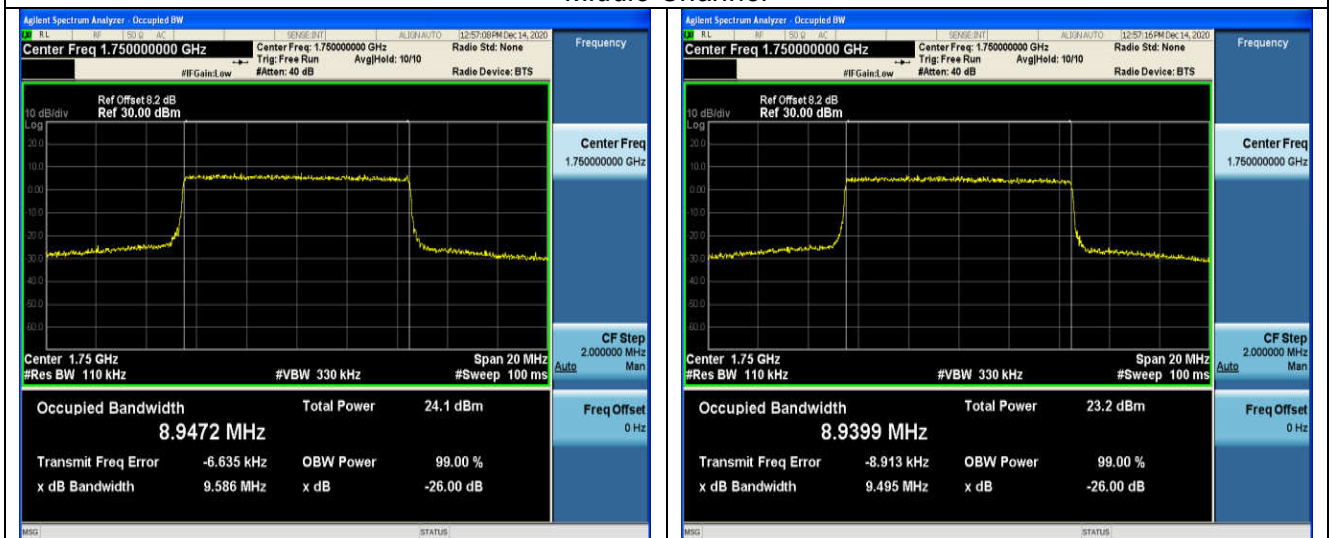 Middle Channel
Agilent Spectrum Analyzer - Occupied BW
RL RF 50 Ω AC SENSE:INT ALIGNAUTO 12:57:08PM Dec 14, 2020
Center Freq 1.750000000 GHz
Center Freq: 1.750000000 GHz
Radio Std: None
Trig: Free Run Avg|Hold: 10/10
#IFGain:Low #Atten: 40 dB Radio Device: BTS
Frequency
Ref Offset 8.2 dB
10 dB/div Ref 30.00 dBm
Log
20.0
10.0
0.00
-10.0
-20.0
-30.0
-40.0
-50.0
-60.0
Center 1.75 GHz Span 20 MHz
#Res BW 110 kHz #VBW 330 kHz #Sweep 100 ms
Center Freq
1.750000000 GHz
CF Step
2.000000 MHz
Auto Man
Freq Offset
0 Hz
Occupied Bandwidth Total Power 24.1 dBm
8.9472 MHz
Transmit Freq Error -6.635 kHz OBW Power 99.00 %
x dB Bandwidth 9.586 MHz x dB -26.00 dB
MSG STATUS
Agilent Spectrum Analyzer - Occupied BW
RL RF 50 Ω AC SENSE:INT ALIGNAUTO 12:57:16PM Dec 14, 2020
Center Freq 1.750000000 GHz
Center Freq: 1.750000000 GHz
Radio Std: None
Trig: Free Run Avg|Hold: 10/10
#IFGain:Low #Atten: 40 dB Radio Device: BTS
Frequency
Ref Offset 8.2 dB
10 dB/div Ref 30.00 dBm
Log
20.0
10.0
0.00
-10.0
-20.0
-30.0
-40.0
-50.0
-60.0
Center 1.75 GHz Span 20 MHz
#Res BW 110 kHz #VBW 330 kHz #Sweep 100 ms
Center Freq
1.750000000 GHz
CF Step
2.000000 MHz
Auto Man
Freq Offset
0 Hz
Occupied Bandwidth Total Power 23.2 dBm
8.9399 MHz
Transmit Freq Error -8.913 kHz OBW Power 99.00 %
x dB Bandwidth 9.495 MHz x dB -26.00 dB
MSG STATUS